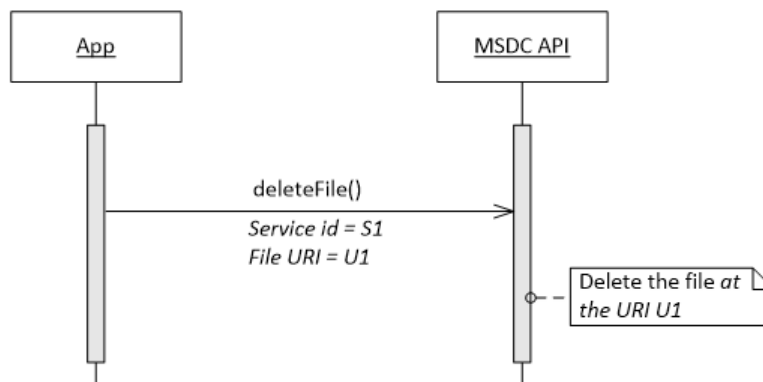 App
MSDC API
deleteFile()
Service id = S1
File URI = U1
Delete the file at
the URI U1